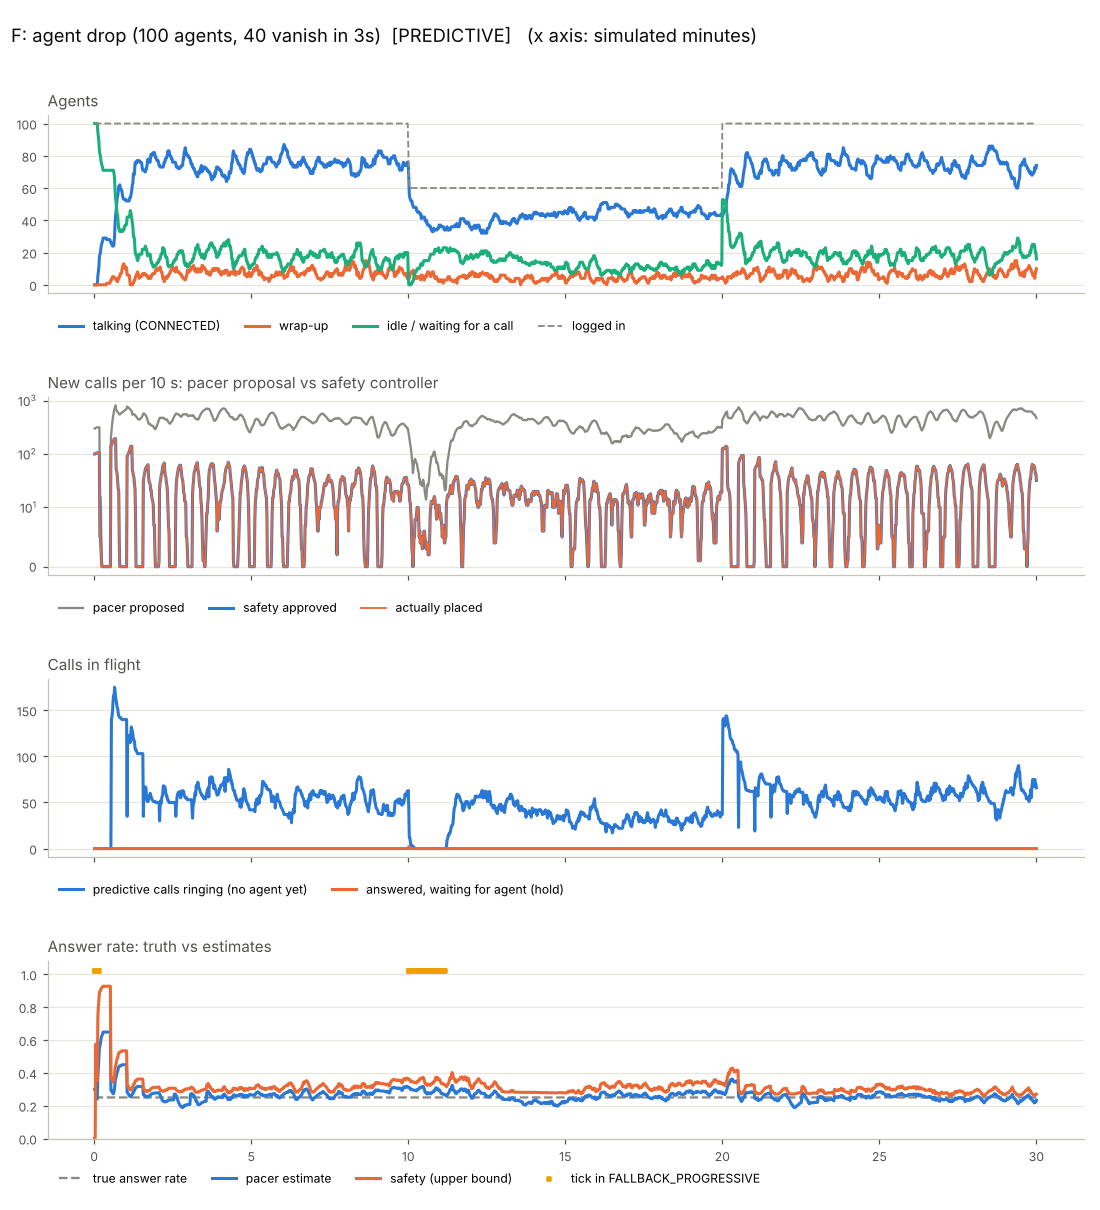 F: agent drop (100 agents, 40 vanish in 3s)  [PREDICTIVE]   (x axis: simulated minutes)
Agents
100
80
60
40
20
0
talking (CONNECTED)  wrap-up  idle / waiting for a call  logged in
New calls per 10 s: pacer proposal vs safety controller
10³
10²
10¹
0
pacer proposed  safety approved  actually placed
Calls in flight
150
100
50
0
predictive calls ringing (no agent yet)  answered, waiting for agent (hold)
Answer rate: truth vs estimates
1.0
0.8
0.6
0.4
0.2
0.0
0  5  10  15  20  25  30
true answer rate  pacer estimate  safety (upper bound)  tick in FALLBACK_PROGRESSIVE